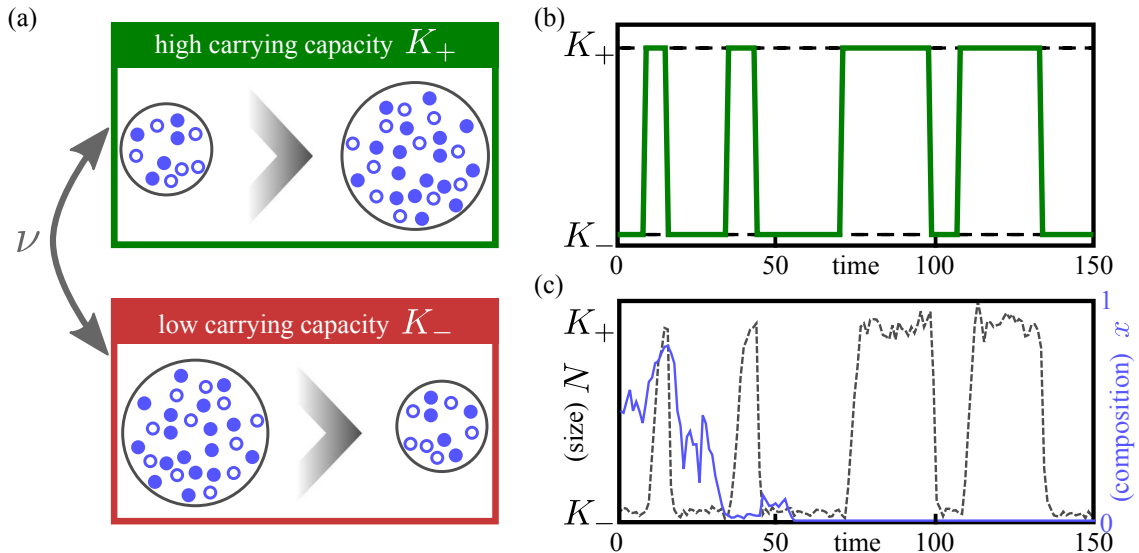 (a)
high carrying capacity K₊
ν
low carrying capacity K₋
(b)
K₊
K₋
0 50 time 100 150
(c)
K₊
(size) N
K₋
1
(composition) x
0
0 50 time 100 150